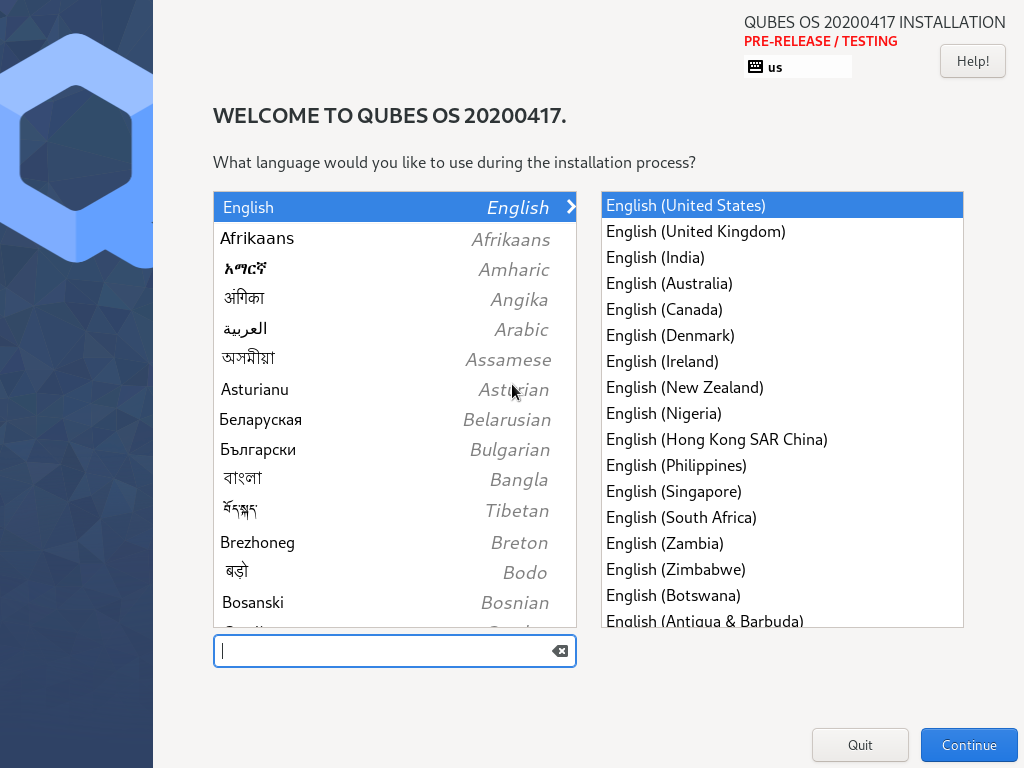 QUBES OS 20200417 INSTALLATION
PRE-RELEASE / TESTING
us
Help!
WELCOME TO QUBES OS 20200417.
What language would you like to use during the installation process?
English English
Afrikaans Afrikaans
አማርኛ Amharic
अंगिका Angika
العربية Arabic
অসমীয়া Assamese
Asturianu Asturian
Беларуская Belarusian
Български Bulgarian
বাংলা Bangla
བོད་སྐད་ Tibetan
Brezhoneg Breton
बड़ो Bodo
Bosanski Bosnian
English (United States)
English (United Kingdom)
English (India)
English (Australia)
English (Canada)
English (Denmark)
English (Ireland)
English (New Zealand)
English (Nigeria)
English (Hong Kong SAR China)
English (Philippines)
English (Singapore)
English (South Africa)
English (Zambia)
English (Zimbabwe)
English (Botswana)
English (Antigua & Barbuda)
Quit
Continue